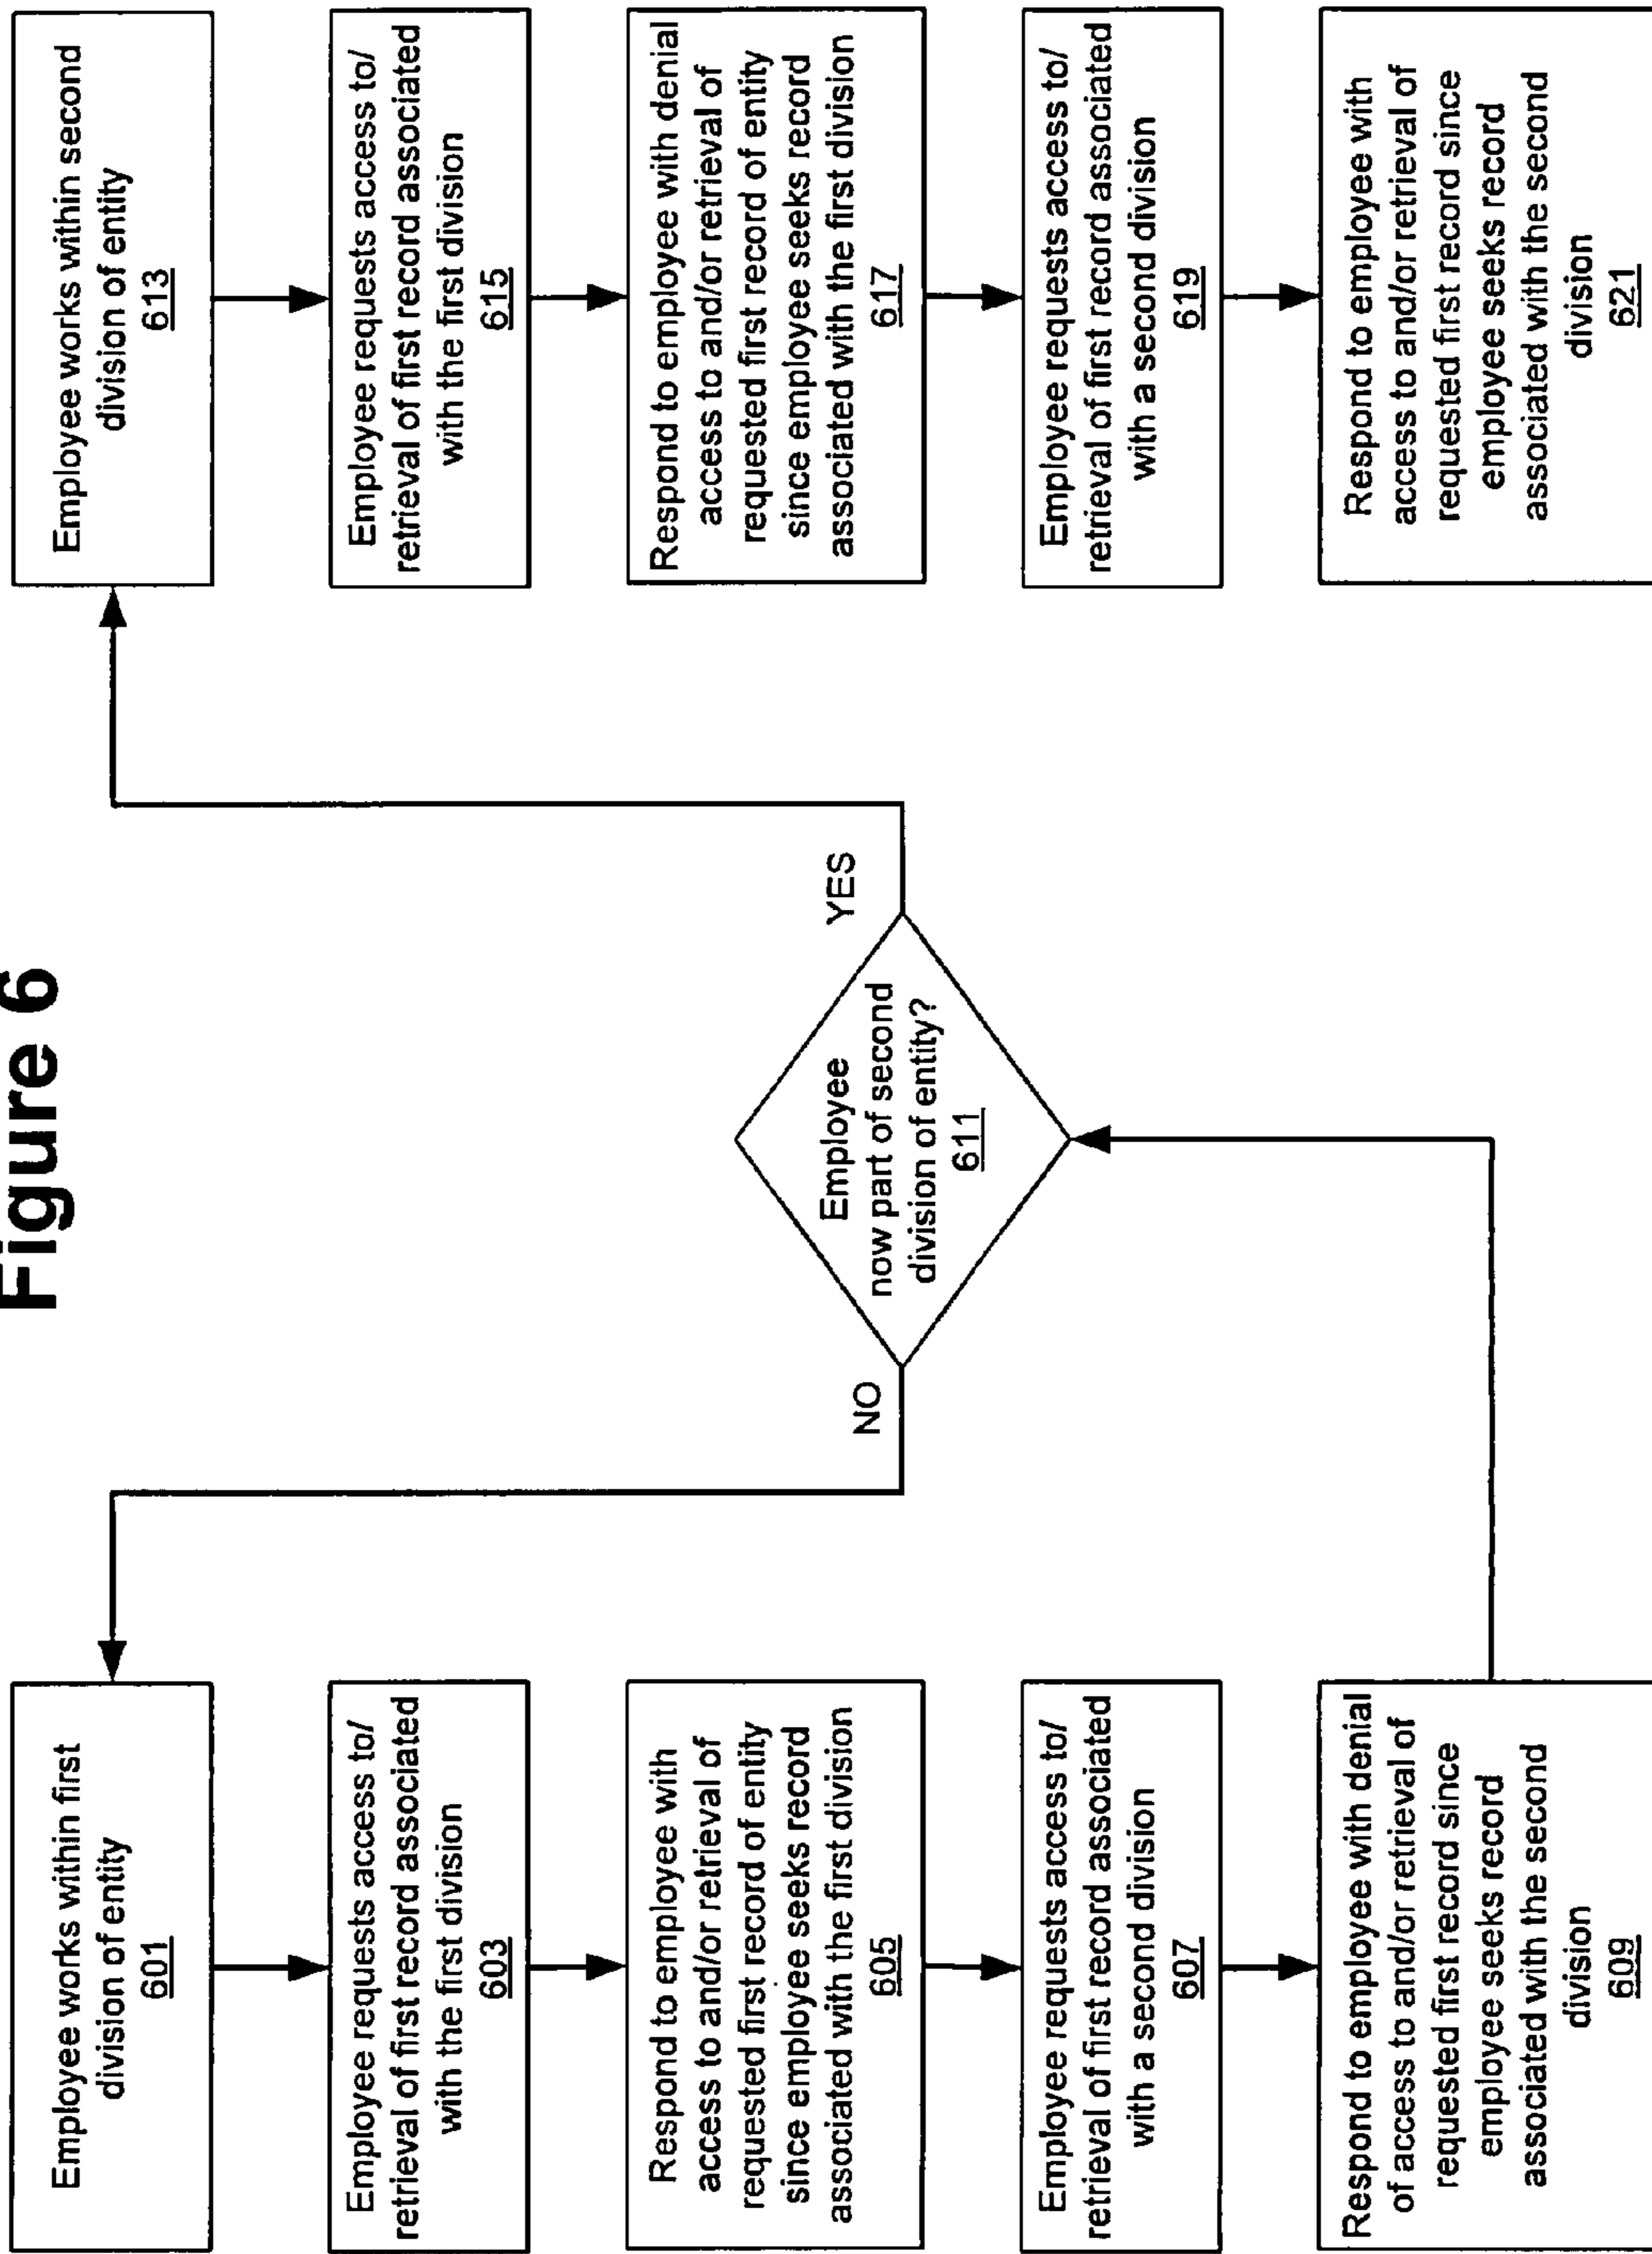 Figure 6
Employee works within first
division of entity
601
Employee requests access to/
retrieval of first record associated
with the first division
603
Respond to employee with
access to and/or retrieval of
requested first record of entity
since employee seeks record
associated with the first division
605
Employee requests access to/
retrieval of first record associated
with a second division
607
Respond to employee with denial
of access to and/or retrieval of
requested first record since
employee seeks record
associated with the second
division
609
NO
Employee
now part of second
division of entity?
611
YES
Employee works within second
division of entity
613
Employee requests access to/
retrieval of first record associated
with the first division
615
Respond to employee with denial
access to and/or retrieval of
requested first record of entity
since employee seeks record
associated with the first division
617
Employee requests access to/
retrieval of first record associated
with a second division
619
Respond to employee with
access to and/or retrieval of
requested first record since
employee seeks record
associated with the second
division
621